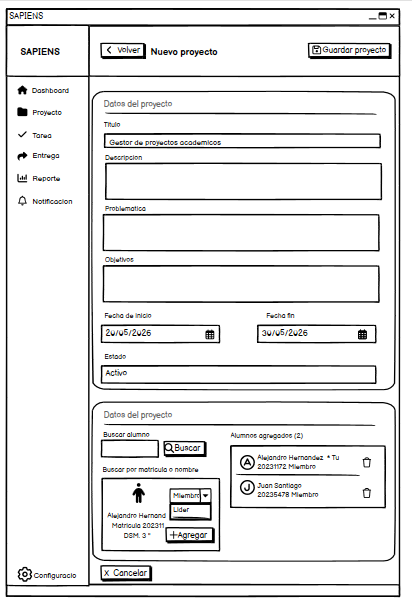 SAPIENS
SAPIENS
Volver
Nuevo proyecto
Guardar proyecto
Dashboard
Proyecto
Tarea
Entrega
Reporte
Notificacion
Configuracio
Datos del proyecto
Titulo
Gestor de proyectos academicos
Descripcion
Problematica
Objetivos
Fecha de inicio
Fecha fin
20/05/2026
30/05/2026
Estado
Activo
Datos del proyecto
Buscar alumno
Buscar
Buscar por matricula o nombre
Miembro
Lider
Alejandro Hernand
Matricula 202311
DSM. 3 °
+Agregar
Alumnos agregados (2)
A
Alejandro Hernandez * Tu
20231172 Miembro
J
Juan Santiago
20235478 Miembro
X Cancelar